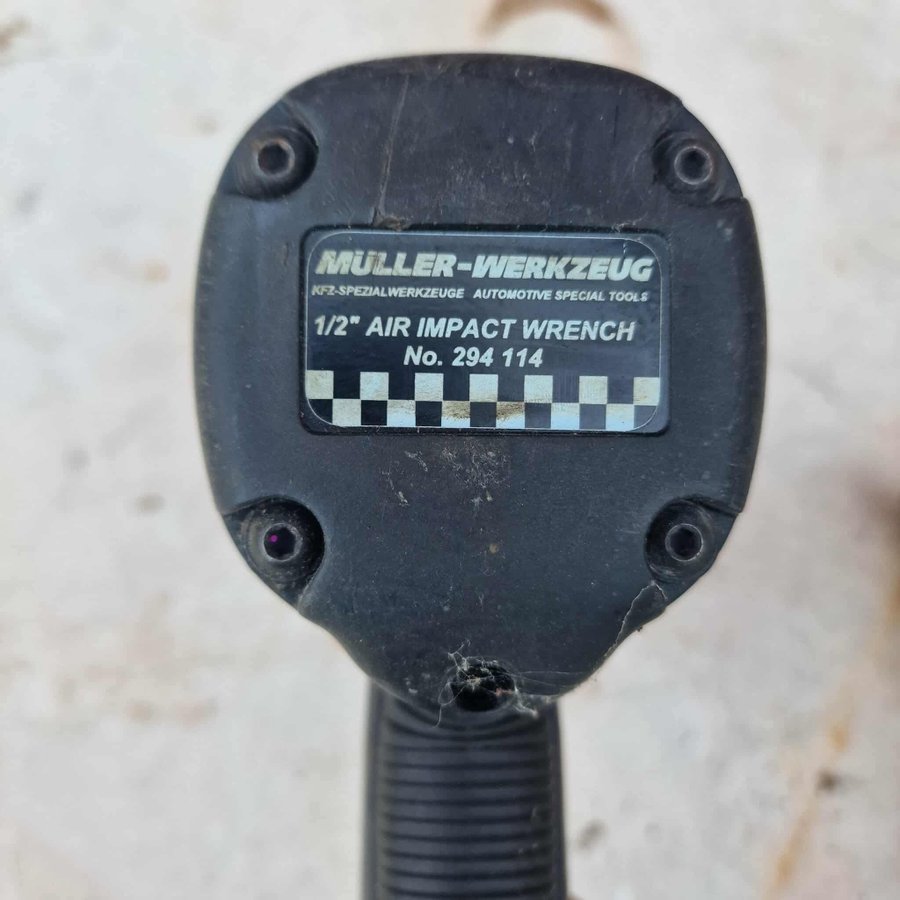 MÜLLER-WERKZEUG
KFZ-SPEZIALWERKZEUGE AUTOMOTIVE SPECIAL TOOLS
1/2" AIR IMPACT WRENCH
No. 294 114